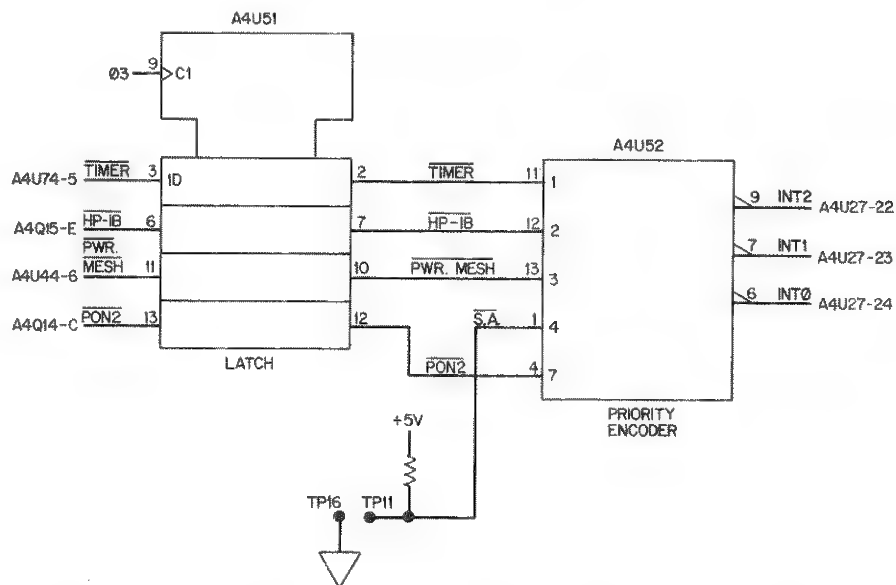 A4U51
Ø3 9 C1
A4U52
A4U74-5 TIMER 3 1D 2 TIMER 11 1
9 INT2 A4U27-22
A4Q15-E HP-IB 6 7 HP-IB 12 2
PWR.
7 INT1 A4U27-23
A4U44-6 MESH 11 10 PWR. MESH 13 3
6 INTØ A4U27-24
A4Q14-C PON2 13 12 S.A. 1 4
LATCH
PON2 4 7
PRIORITY
ENCODER
+5V
TP16 TP11